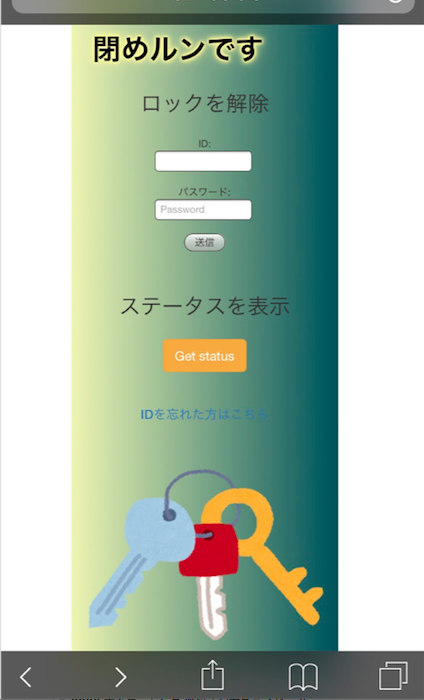 閉めルンです
ロックを解除
ID:
パスワード:
Password
送信
ステータスを表示
Get status
IDを忘れた方はこちら